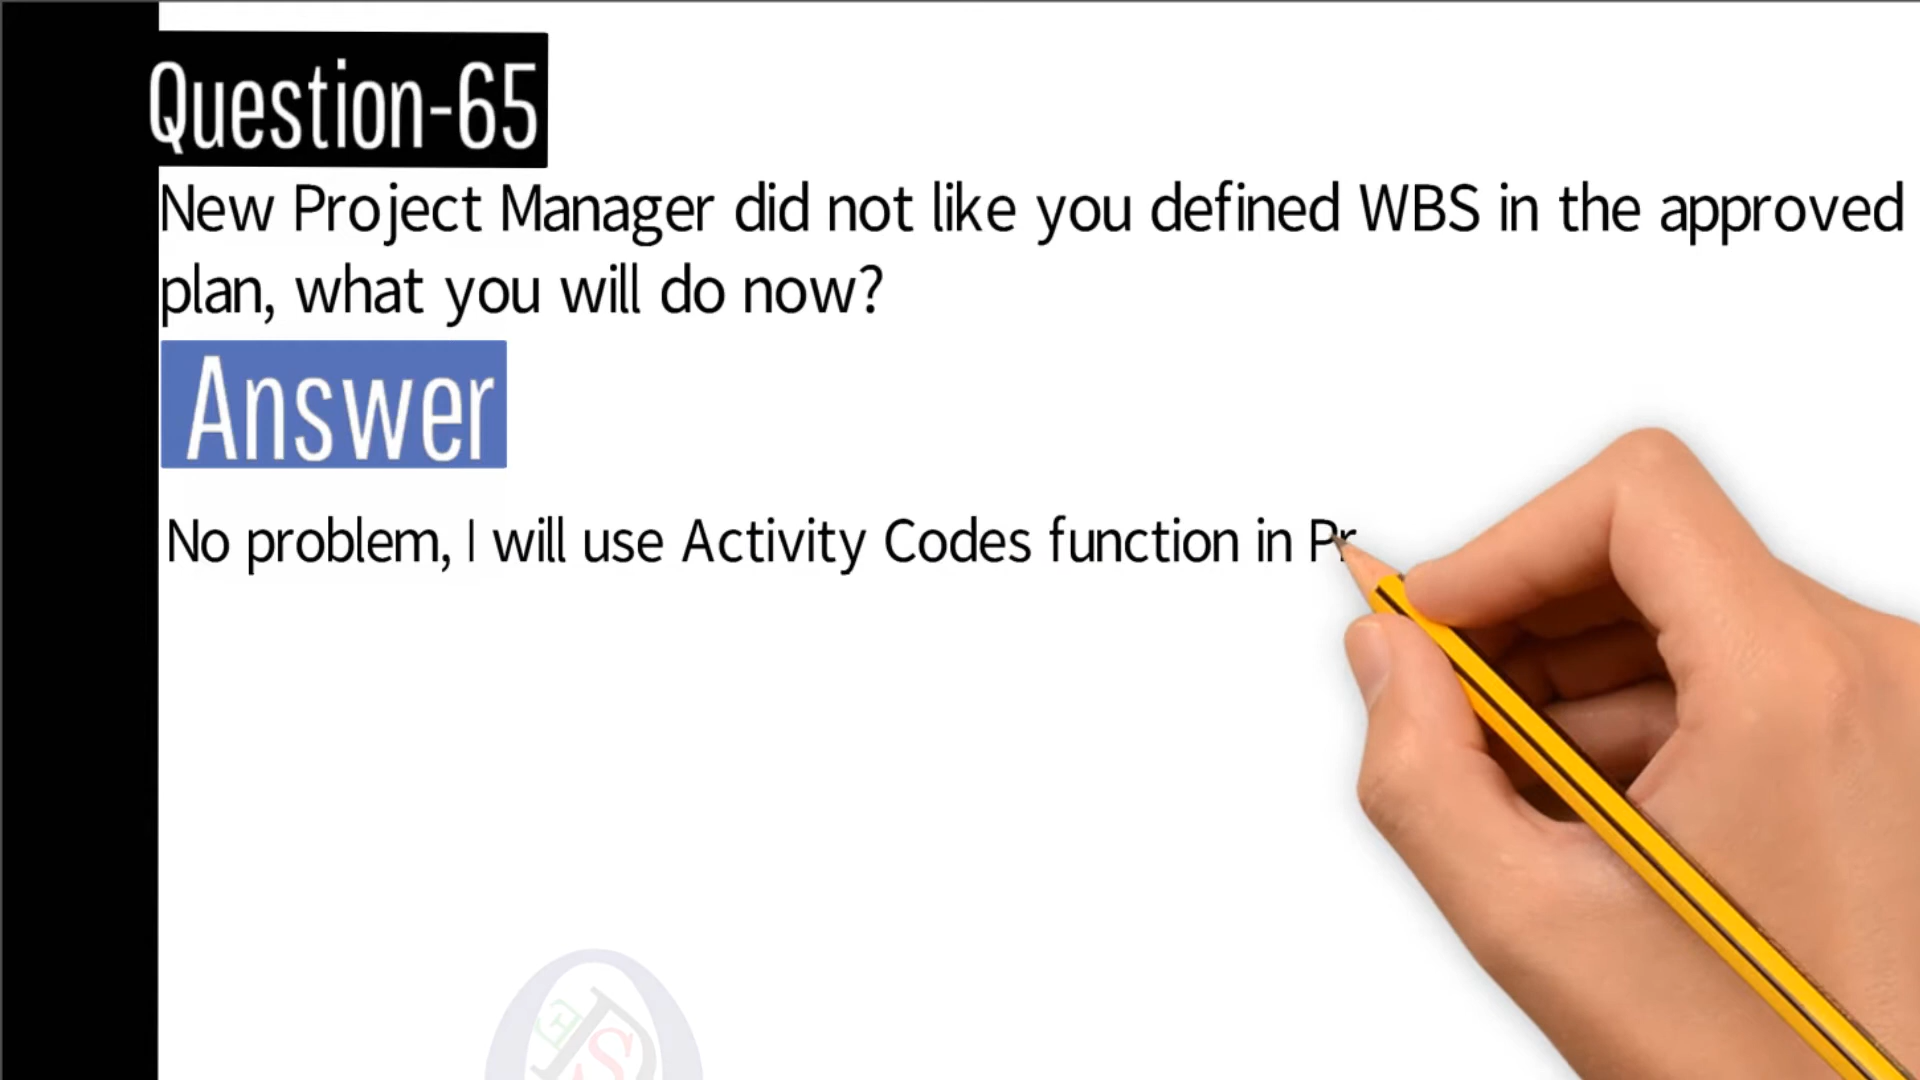 Question-65
New Project Manager did not like you defined WBS in the approved
plan, what you will do now?
Answer
No problem, I will use Activity Codes function in Pr